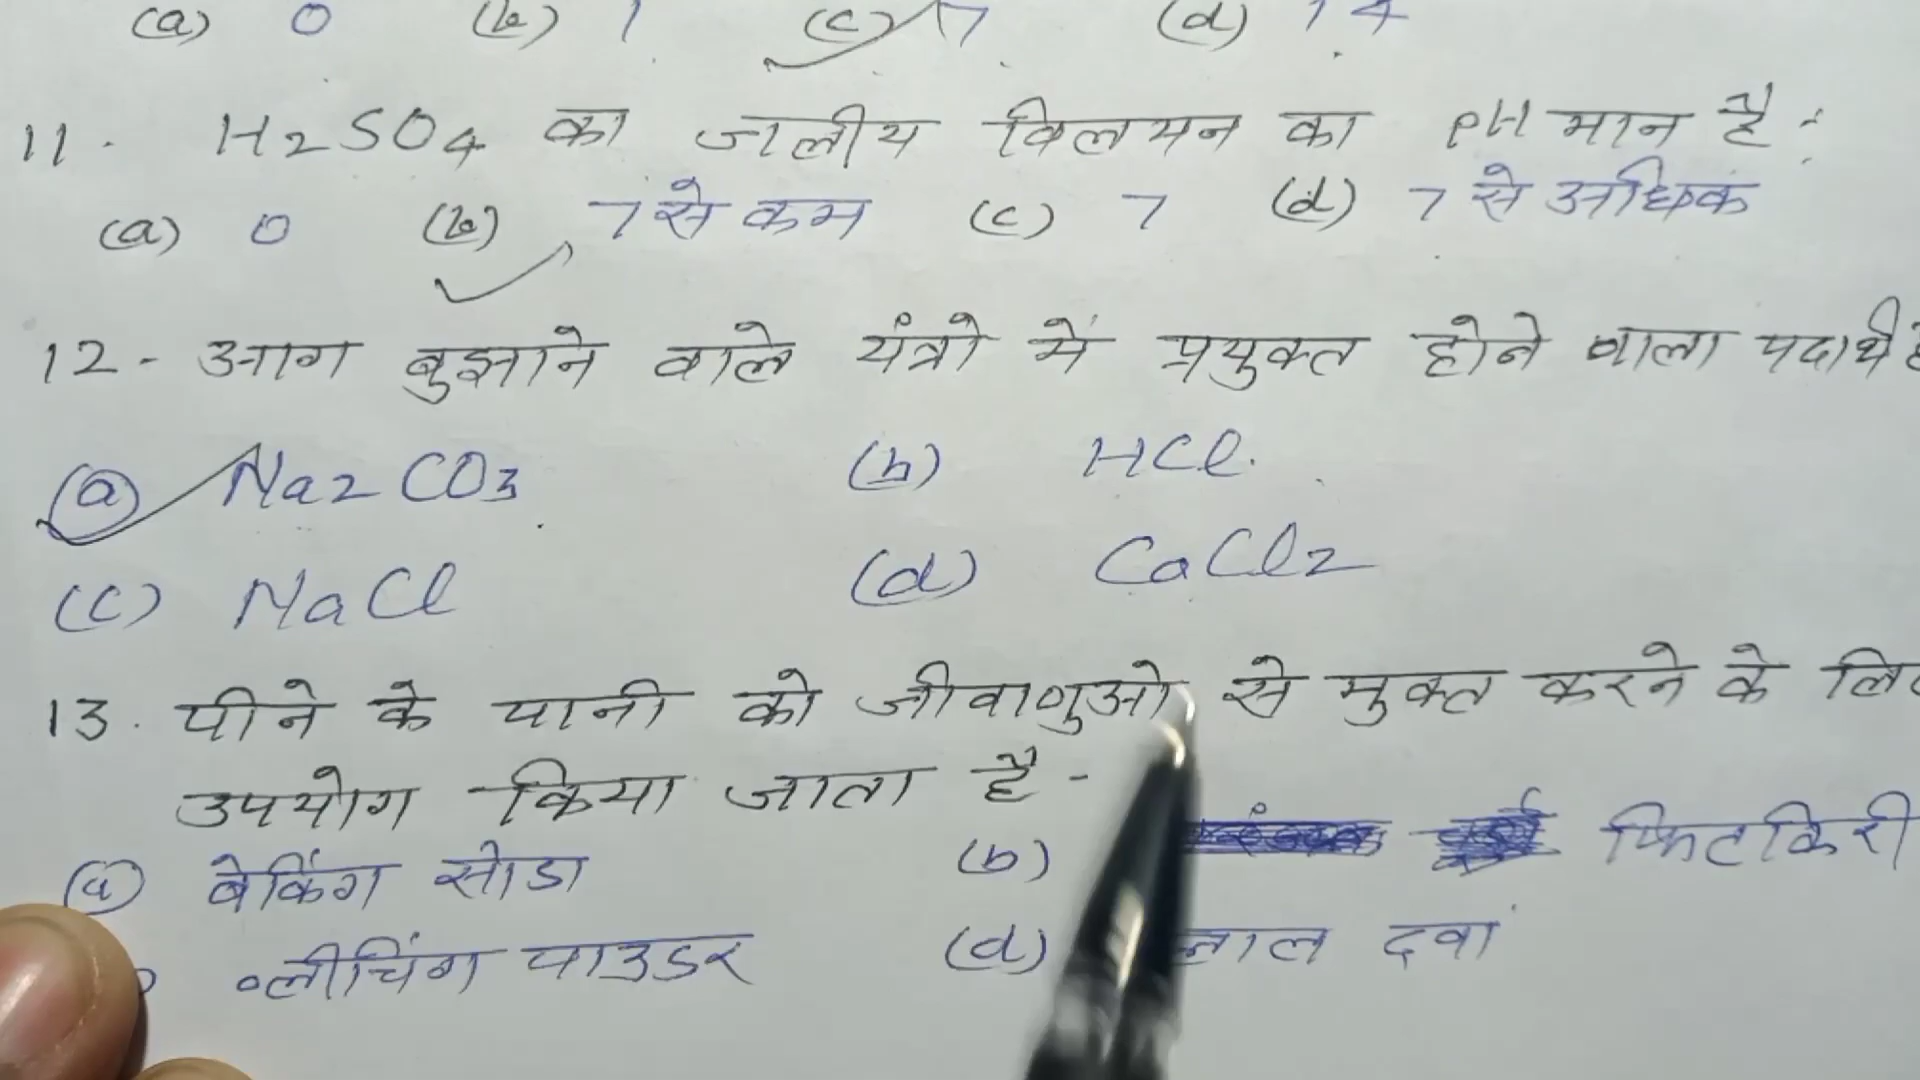 (a) 0 (b) 1 (c) 7 (d) 14
11. H2SO4 का जलीय विलयन का pH मान है :
(a) 0 (b) 7 से कम (c) 7 (d) 7 से अधिक
12- आग बुझाने वाले यंत्रो में प्रयुक्त होने वाला पदार्थ
(a) Na2CO3 (b) HCl.
(c) NaCl (d) CaCl2
13. पीने के पानी को जीवाणुओ से मुक्त करने के
उपयोग किया जाता है -
(a) बेकिंग सोडा (b) फिटकिरी
ब्लीचिंग पाउडर (d) लाल दवा